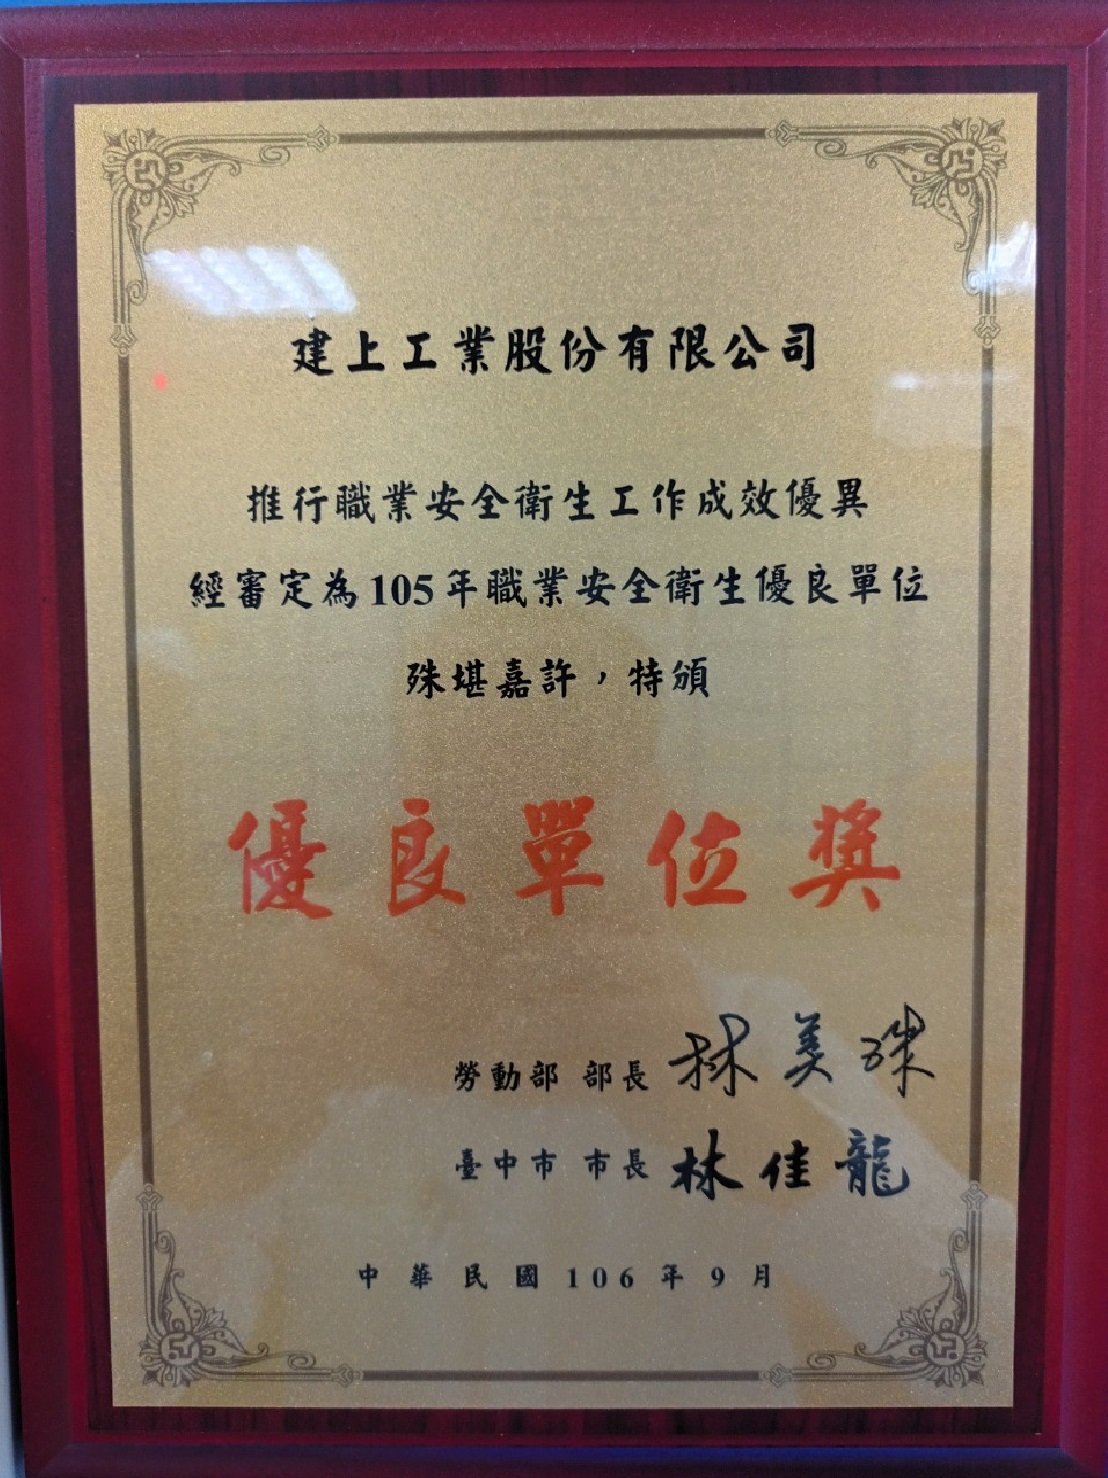 建上工業股份有限公司
推行職業安全衛生工作成效優異
經審定為105年職業安全衛生優良單位
殊堪嘉許，特頒
優良單位獎
勞動部 部長 林美珠
臺中市 市長 林佳龍
中華民國106年9月